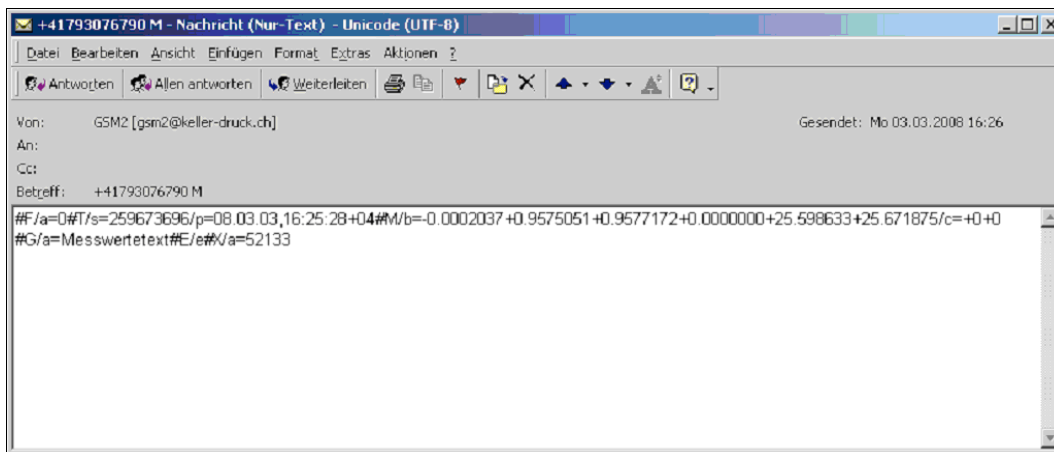 +41793076790 M - Nachricht (Nur-Text) - Unicode (UTF-8)
Datei Bearbeiten Ansicht Einfügen Format Extras Aktionen ?
Antworten Allen antworten Weiterleiten
Von: GSM2 [gsm2@keller-druck.ch] Gesendet: Mo 03.03.2008 16:26
An:
Cc:
Betreff: +41793076790 M
#F/a=0#T/s=259673696/p=08.03.03,16:25:28+04#M/b=-0.0002037+0.9575051+0.9577172+0.0000000+25.598633+25.671875/c=+0+0
#G/a=Messwertetext#E/e#X/a=52133